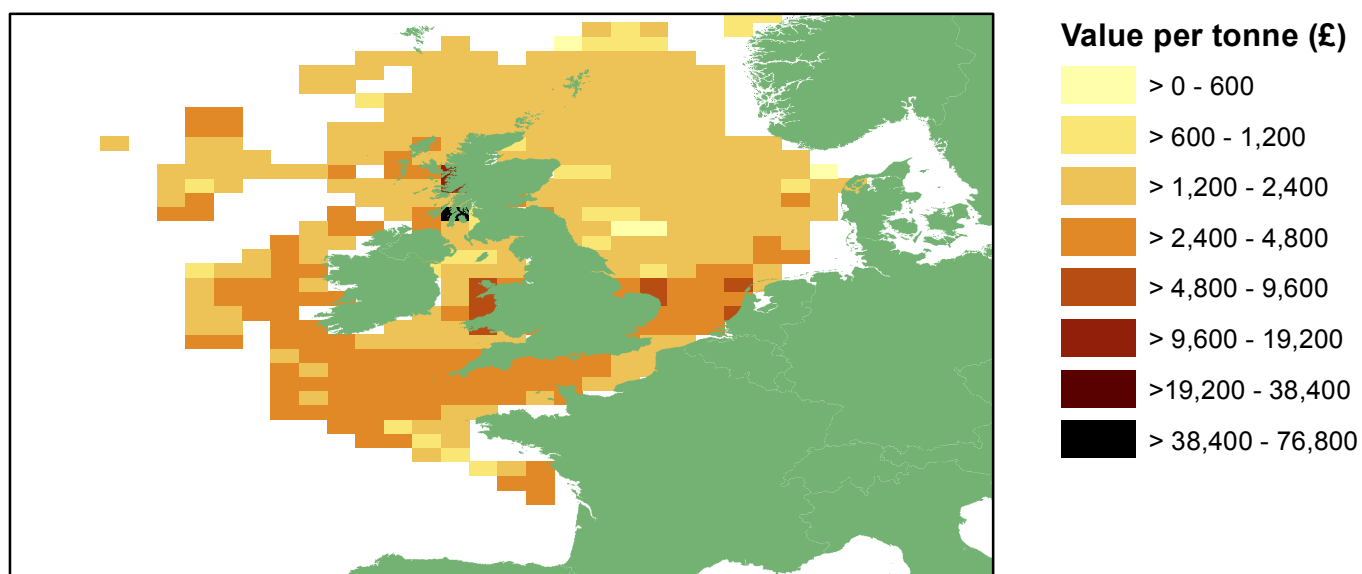 Value per tonne (£)
> 0 - 600
> 600 - 1,200
> 1,200 - 2,400
> 2,400 - 4,800
> 4,800 - 9,600
> 9,600 - 19,200
>19,200 - 38,400
> 38,400 - 76,800